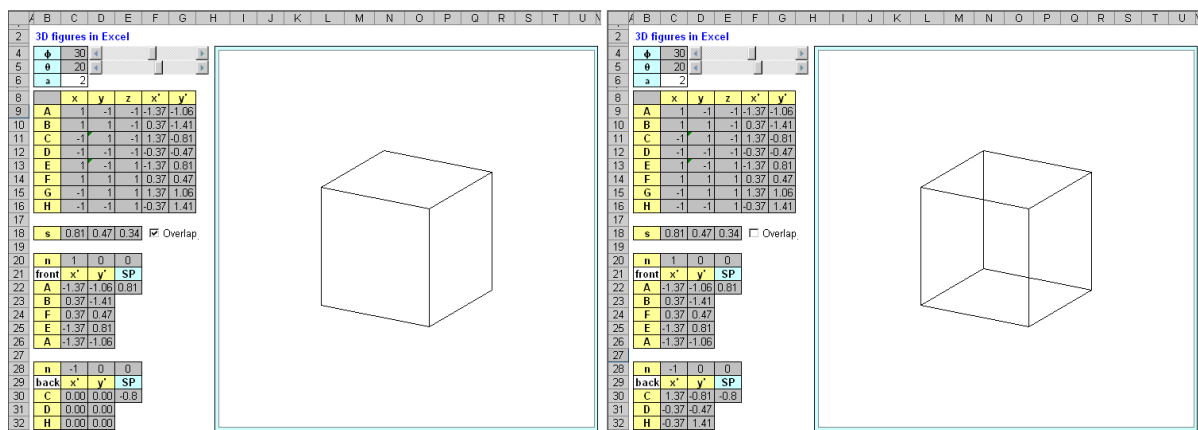 A B C D E F G H I J K L M N O P Q R S T U
2 3D figures in Excel
4 ϕ 30
5 θ 20
6 a 2
8 x y z x' y'
9 A 1 -1 -1 -1.37 -1.06
10 B 1 1 -1 0.37 -1.41
11 C -1 1 -1 1.37 -0.81
12 D -1 -1 -1 -0.37 -0.47
13 E 1 -1 1 -1.37 0.81
14 F 1 1 1 0.37 0.47
15 G -1 1 1 1.37 1.06
16 H -1 -1 1 -0.37 1.41
17
18 s 0.81 0.47 0.34 Overlap
19
20 n 1 0 0
21 front x' y' SP
22 A -1.37 -1.06 0.81
23 B 0.37 -1.41
24 F 0.37 0.47
25 E -1.37 0.81
26 A -1.37 -1.06
27
28 n -1 0 0
29 back x' y' SP
30 C 0.00 0.00 -0.8
31 D 0.00 0.00
32 H 0.00 0.00
A B C D E F G H I J K L M N O P Q R S T U
2 3D figures in Excel
4 ϕ 30
5 θ 20
6 a 2
8 x y z x' y'
9 A 1 -1 -1 -1.37 -1.06
10 B 1 1 -1 0.37 -1.41
11 C -1 1 -1 1.37 -0.81
12 D -1 -1 -1 -0.37 -0.47
13 E 1 -1 1 -1.37 0.81
14 F 1 1 1 0.37 0.47
15 G -1 1 1 1.37 1.06
16 H -1 -1 1 -0.37 1.41
17
18 s 0.81 0.47 0.34 Overlap
19
20 n 1 0 0
21 front x' y' SP
22 A -1.37 -1.06 0.81
23 B 0.37 -1.41
24 F 0.37 0.47
25 E -1.37 0.81
26 A -1.37 -1.06
27
28 n -1 0 0
29 back x' y' SP
30 C 1.37 -0.81 -0.8
31 D -0.37 -0.47
32 H -0.37 1.41